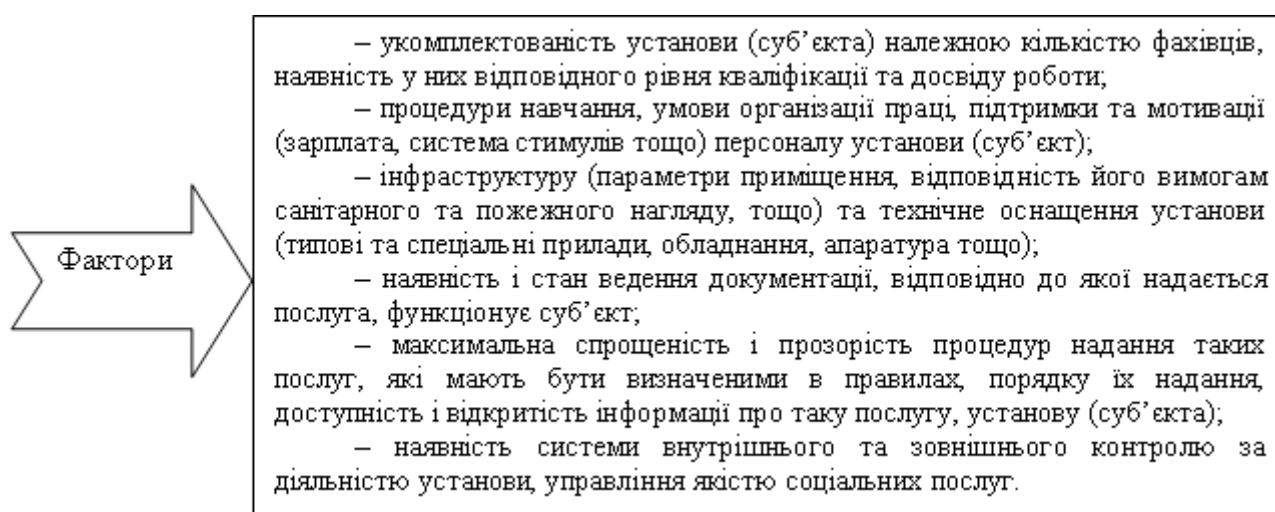 Фактори
– укомплектованість установи (суб’єкта) належною кількістю фахівців,
наявність у них відповідного рівня кваліфікації та досвіду роботи;
– процедури навчання, умови організації праці, підтримки та мотивації
(зарплата, система стимулів тощо) персоналу установи (суб’єкт);
– інфраструктуру (параметри приміщення, відповідність його вимогам
санітарного та пожежного нагляду, тощо) та технічне оснащення установи
(типові та спеціальні прилади, обладнання, апаратура тощо);
– наявність і стан ведення документації, відповідно до якої надається
послуга, функціонує суб’єкт;
– максимальна спрощеність і прозорість процедур надання таких
послуг, які мають бути визначеними в правилах, порядку їх надання,
доступність і відкритість інформації про таку послугу, установу (суб’єкта);
– наявність системи внутрішнього та зовнішнього контролю за
діяльністю установи, управління якістю соціальних послуг.